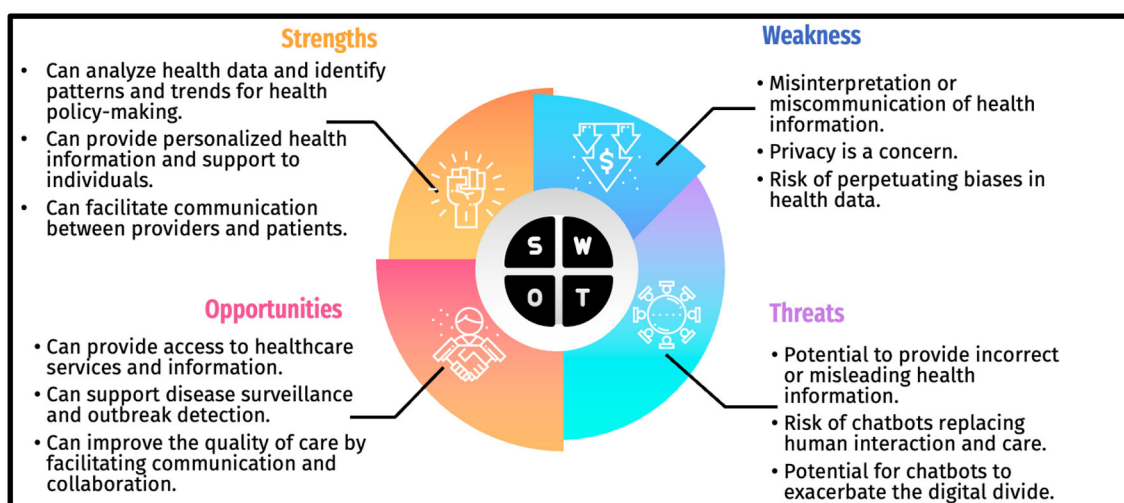 Strengths
• Can analyze health data and identify
patterns and trends for health
policy-making.
• Can provide personalized health
information and support to
individuals.
• Can facilitate communication
between providers and patients.
Weakness
• Misinterpretation or
miscommunication of health
information.
• Privacy is a concern.
• Risk of perpetuating biases in
health data.
$
S W
O T
Opportunities
• Can provide access to healthcare
services and information.
• Can support disease surveillance
and outbreak detection.
• Can improve the quality of care by
facilitating communication and
collaboration.
Threats
• Potential to provide incorrect
or misleading health
information.
• Risk of chatbots replacing
human interaction and care.
• Potential for chatbots to
exacerbate the digital divide.